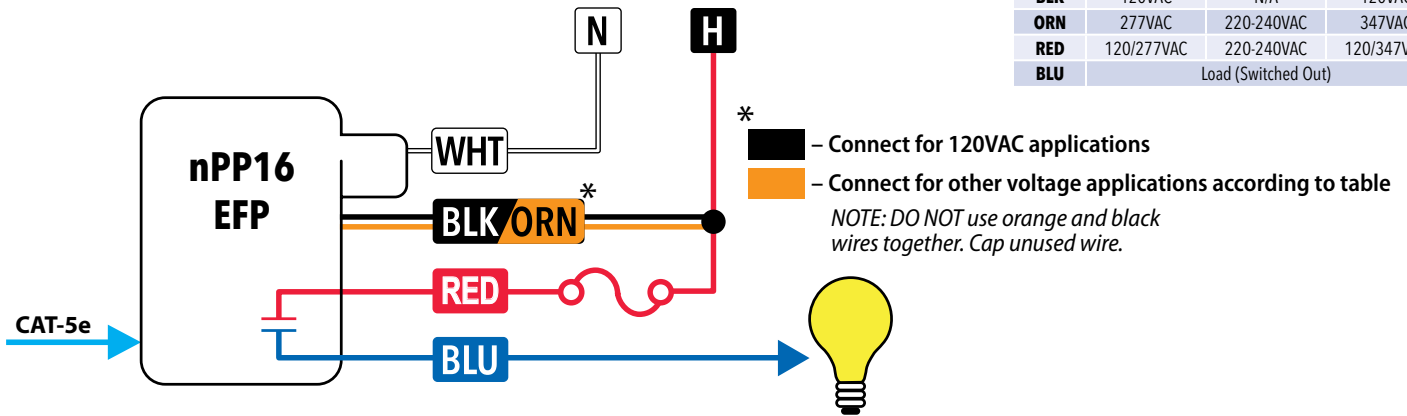 N
H
ORN 277VAC 220-240VAC 347VAC
RED 120/277VAC 220-240VAC
BLU Load (Switched Out)
*
– Connect for 120VAC applications
– Connect for other voltage applications according to table
NOTE: DO NOT use orange and black
wires together. Cap unused wire.
nPP16
EFP
WHT
*
BLK/ORN
RED
BLU
CAT-5e